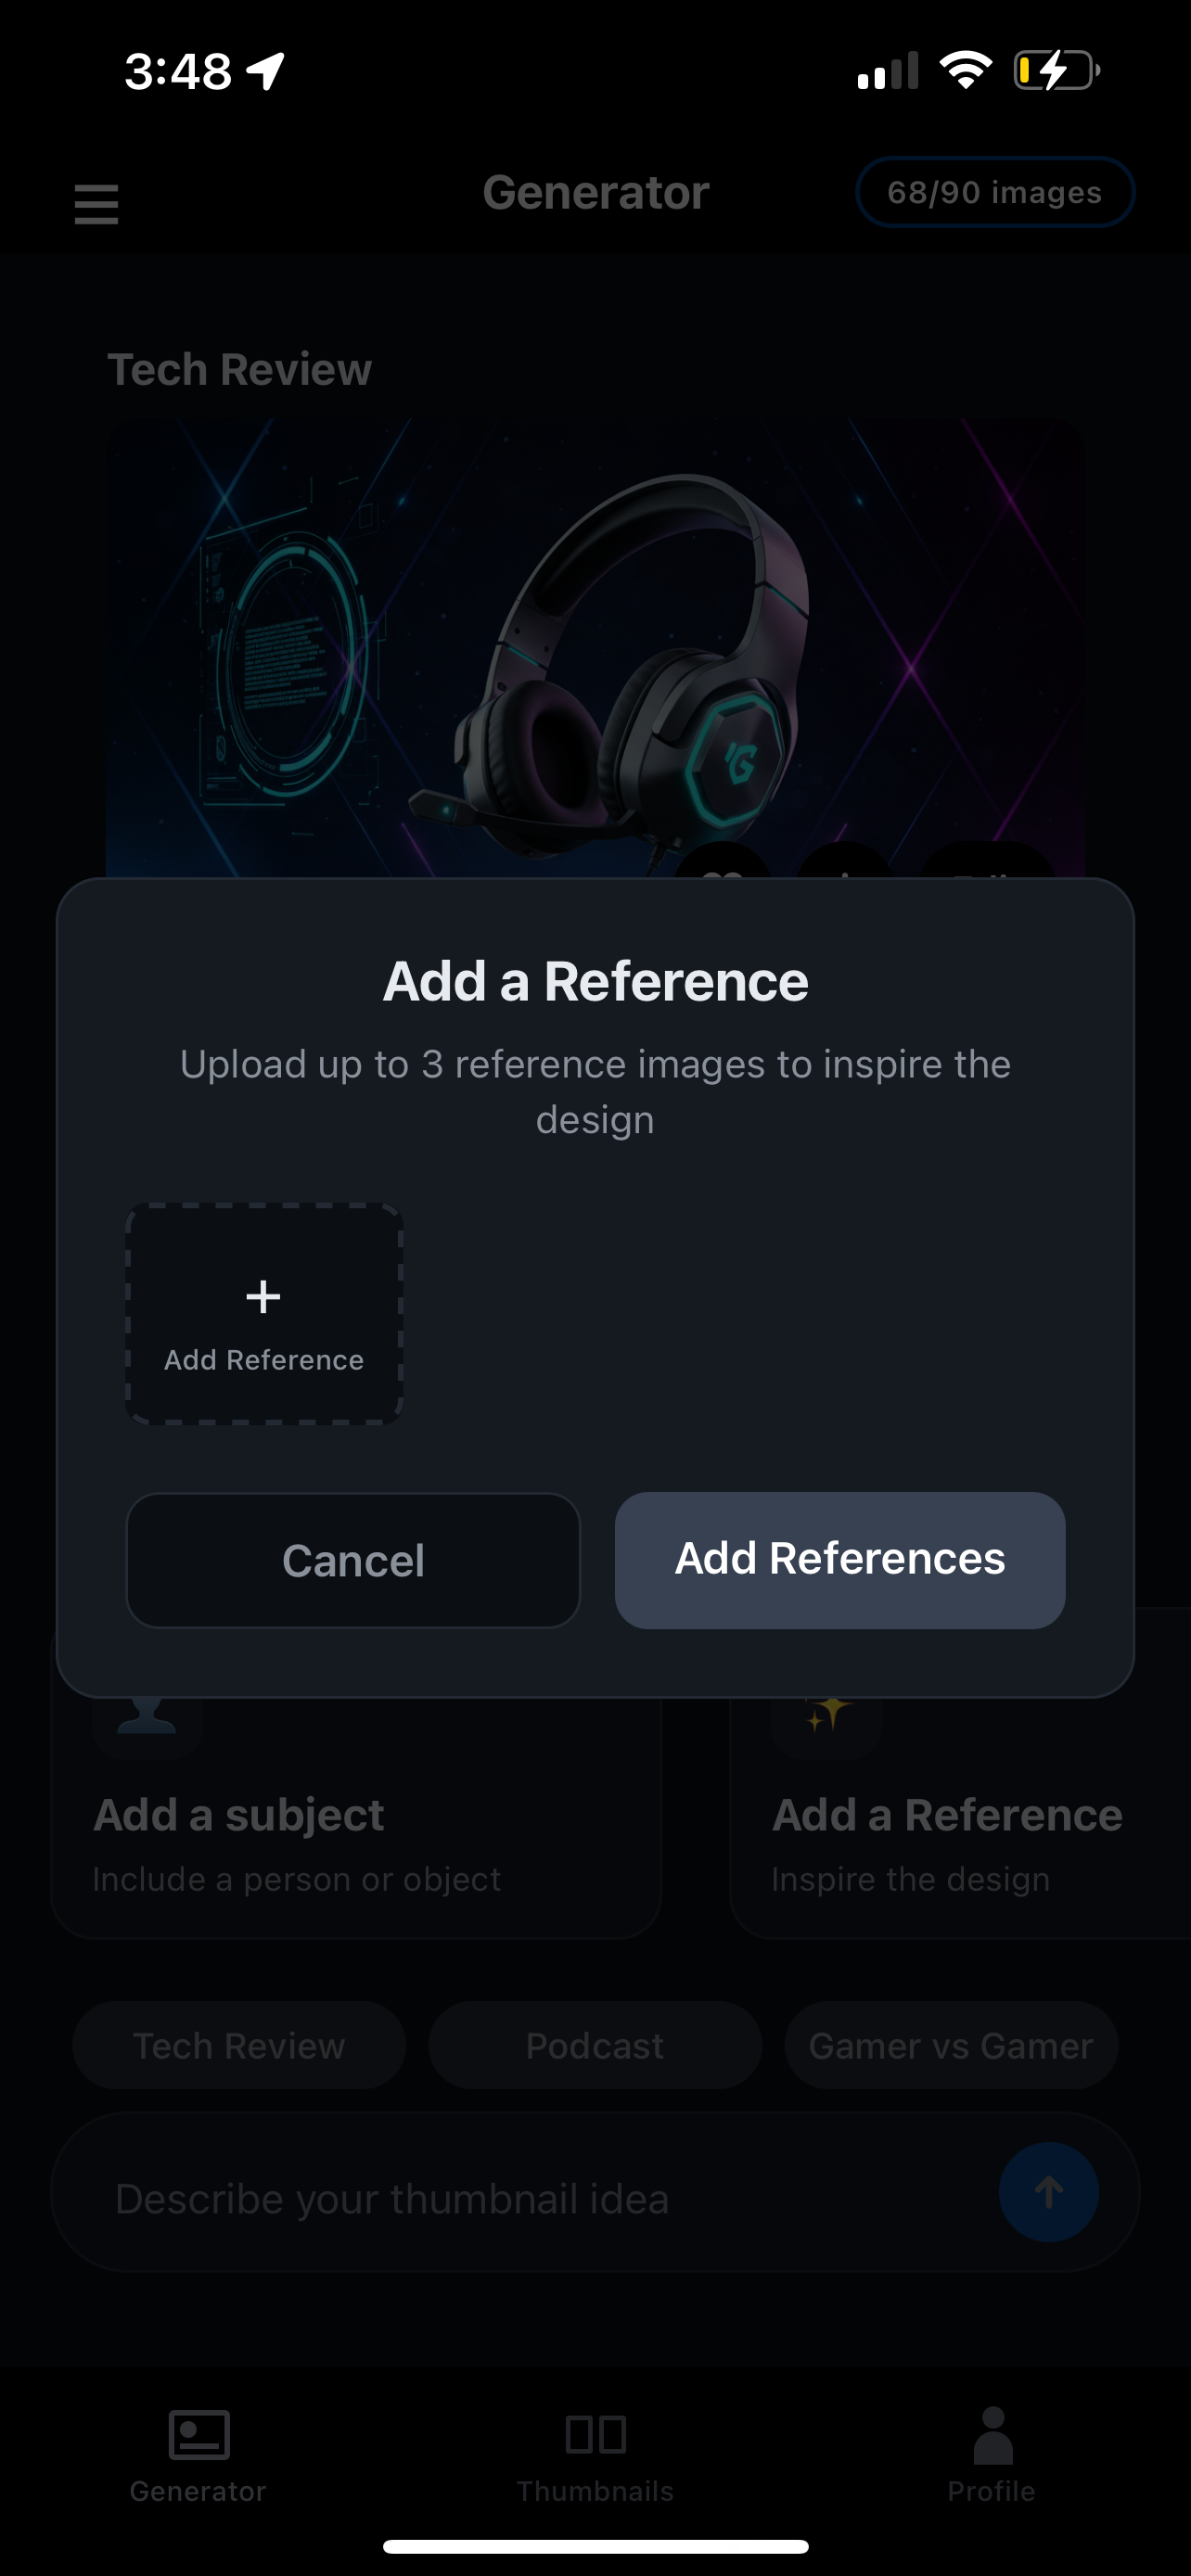 3:48
Generator
68/90 images
Tech Review
Add a Reference
Upload up to 3 reference images to inspire the
design
+
Add Reference
Cancel
Add References
Add a subject
Include a person or object
Add a Reference
Inspire the design
Tech Review
Podcast
Gamer vs Gamer
Describe your thumbnail idea
Generator
Thumbnails
Profile